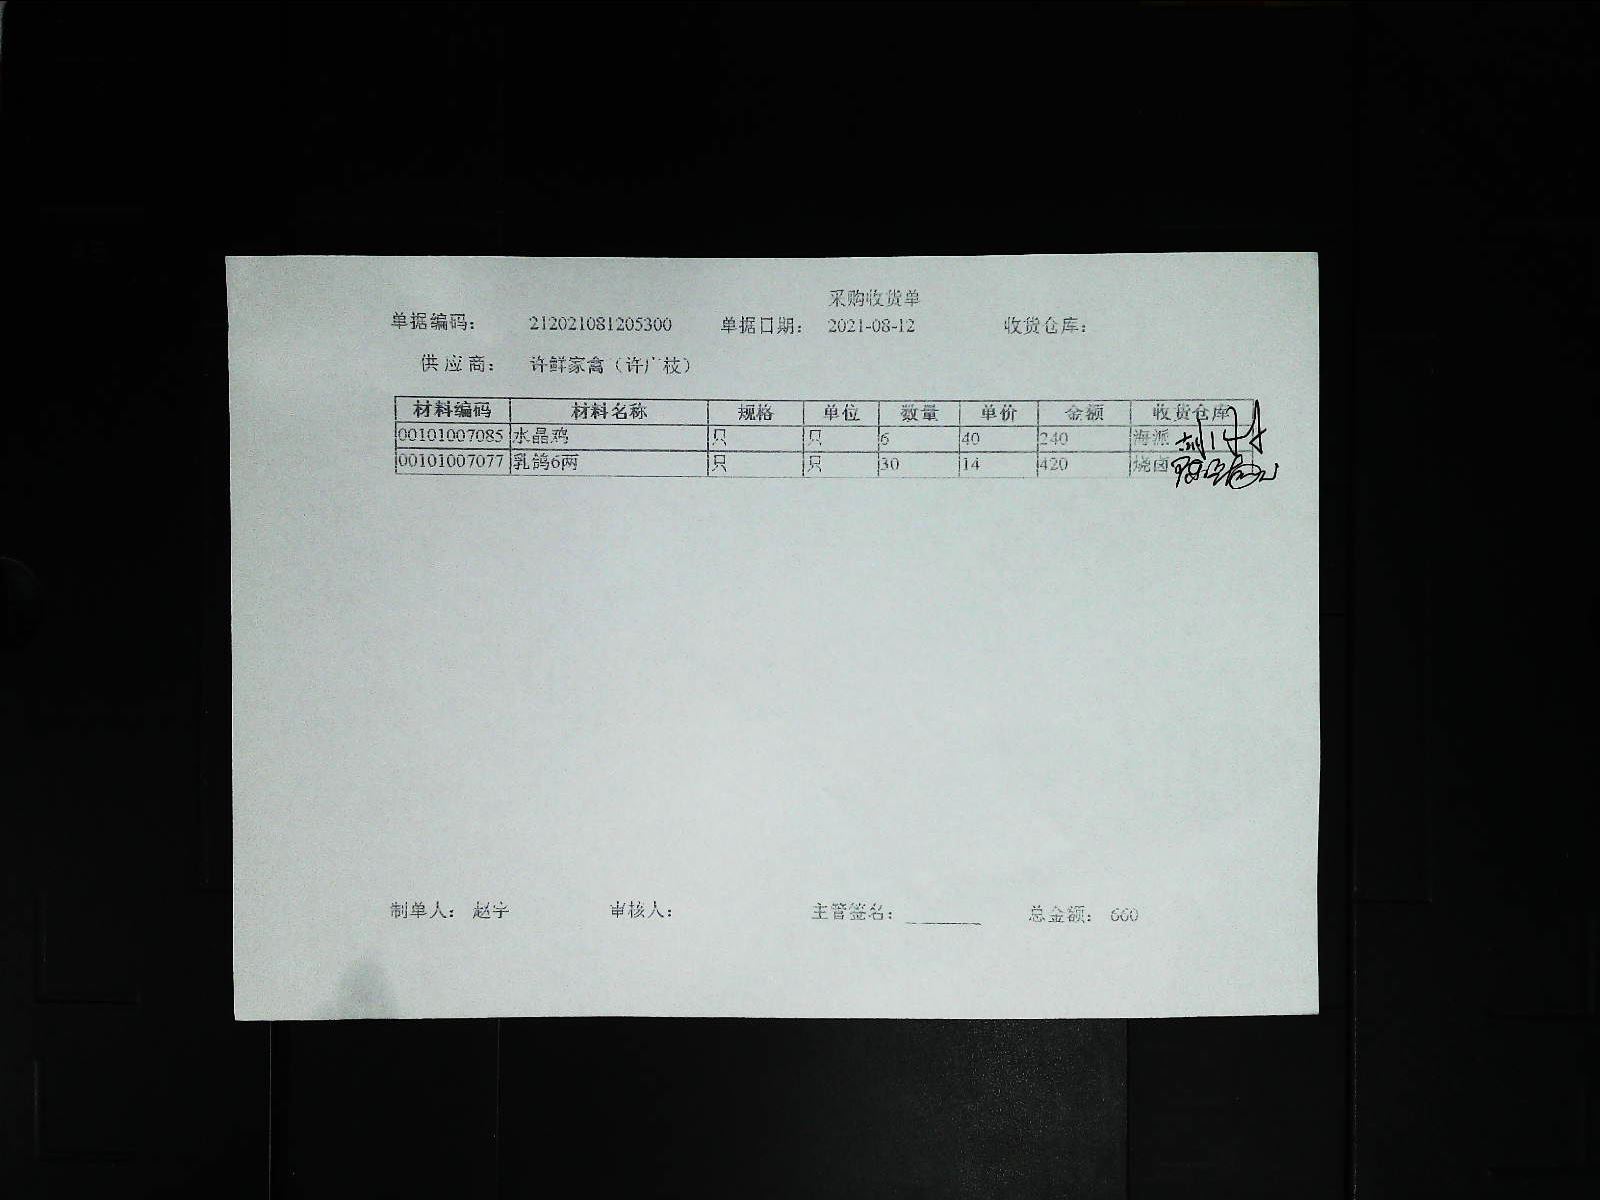 采购收货单
单据编码： 212021081205300 单据日期： 2021-08-12 收货仓库：
供应商： 许鲜家禽（许广枝）
材料编码 材料名称 规格 单位 数量 单价 金额 收货仓库
00101007085 水晶鸡 只 只 6 40 240 海派
00101007077 乳鸽6两 只 只 30 14 420 烧卤
制单人： 赵宇 审核人： 主管签名： 总金额： 660